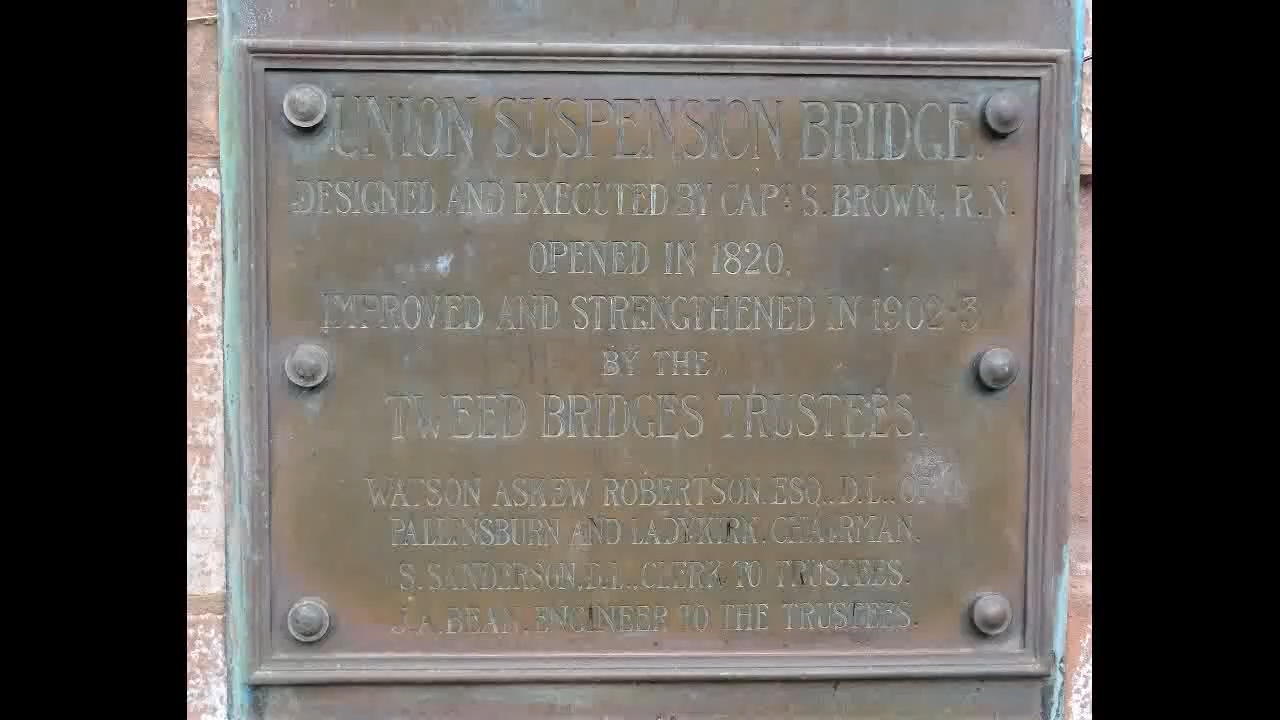 UNION SUSPENSION BRIDGE.
DESIGNED AND EXECUTED BY CAPT. S. BROWN, R.N.
OPENED IN 1820.
IMPROVED AND STRENGTHENED IN 1902-3
BY THE
TWEED BRIDGES TRUSTEES.
WATSON ASKEW ROBERTSON, ESQ., D.L., OF
PALLINSBURN AND LADYKIRK, CHAIRMAN.
S. SANDERSON, D.L., CLERK TO TRUSTEES.
J.A. BEAN, ENGINEER TO THE TRUSTEES.